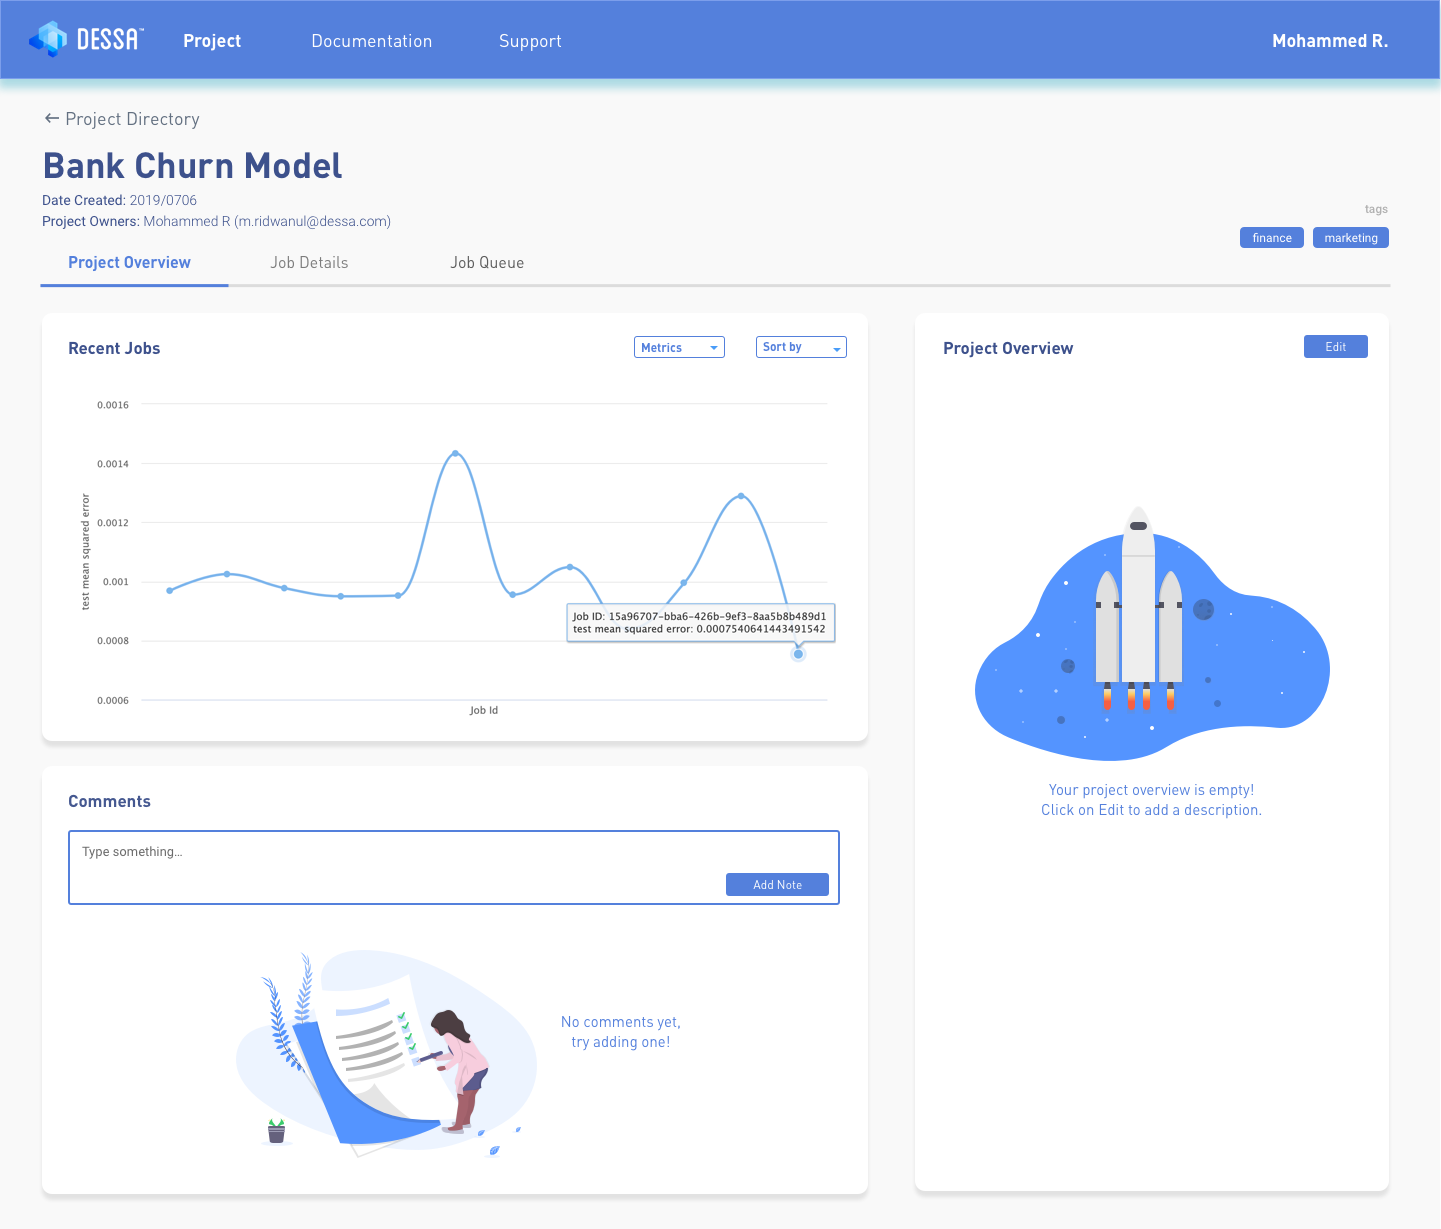 DESSA™ Project Documentation Support Mohammed R.
← Project Directory
Bank Churn Model
Date Created: 2019/0706
Project Owners: Mohammed R (m.ridwanul@dessa.com)
tags
finance marketing
Project Overview Job Details Job Queue
Recent Jobs Metrics Sort by
0.0016
0.0014
0.0012
0.001
0.0008
0.0006
test mean squared error
Job ID: 15a96707-bba6-426b-9ef3-8aa5b8b489d1
test mean squared error: 0.0007540641443491542
Job Id
Project Overview Edit
Your project overview is empty!
Click on Edit to add a description.
Comments
Type something...
Add Note
No comments yet,
try adding one!